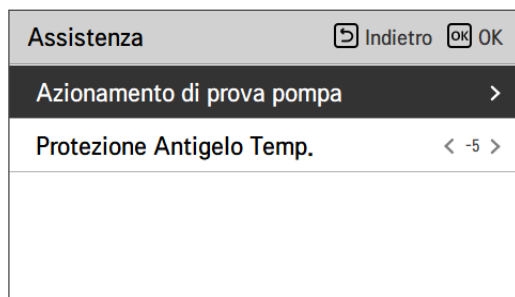 Assistenza Indietro OK OK
Azionamento di prova pompa >
Protezione Antigelo Temp. < -5 >